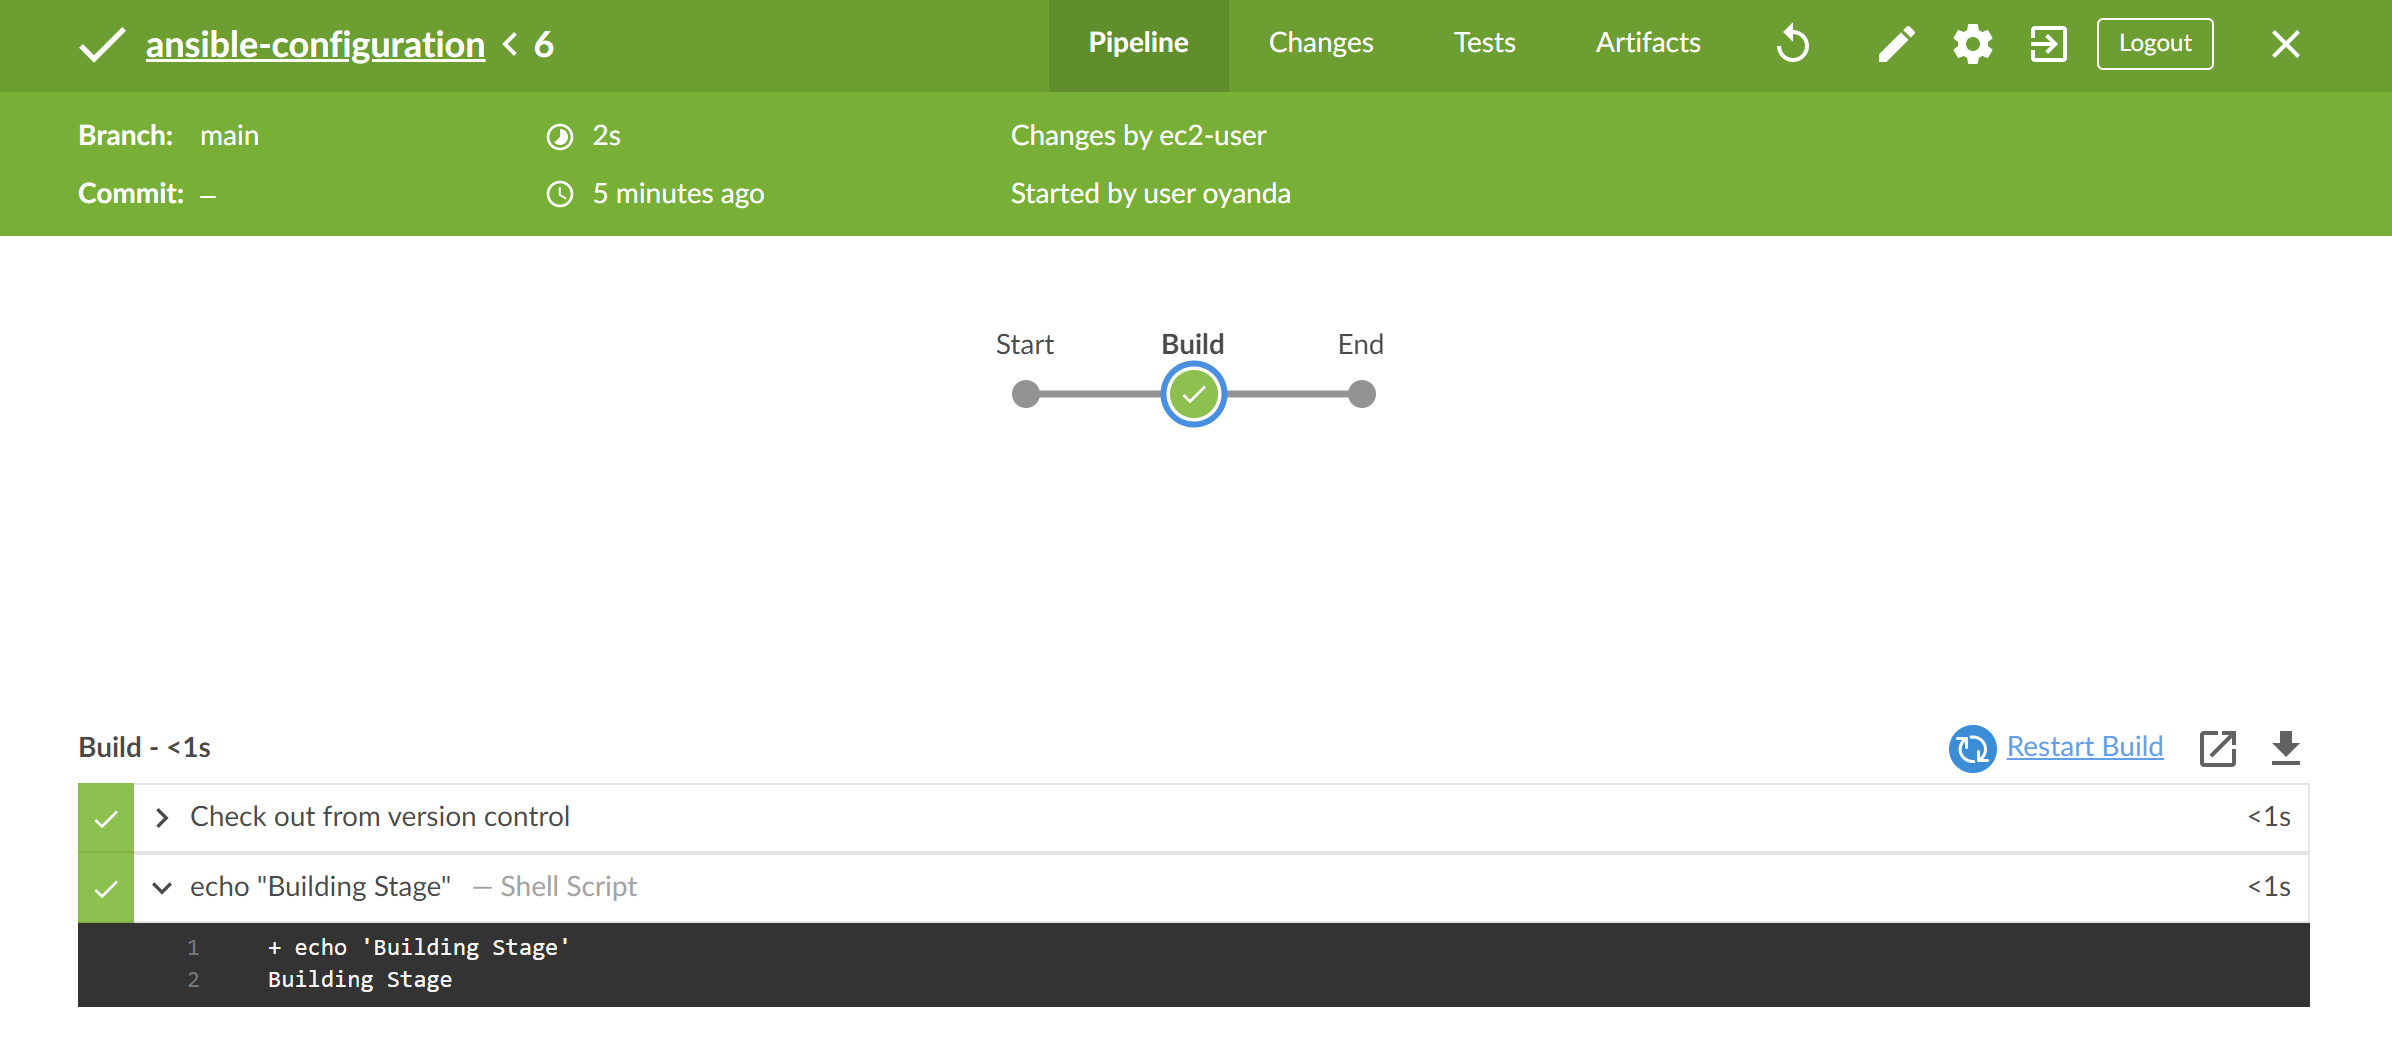 ansible-configuration < 6
Pipeline
Changes
Tests
Artifacts
Logout
Branch: main
2s
Changes by ec2-user
Commit: –
5 minutes ago
Started by user oyanda
Start
Build
End
Build - <1s
Restart Build
Check out from version control
<1s
echo "Building Stage" — Shell Script
<1s
1 + echo 'Building Stage'
2 Building Stage